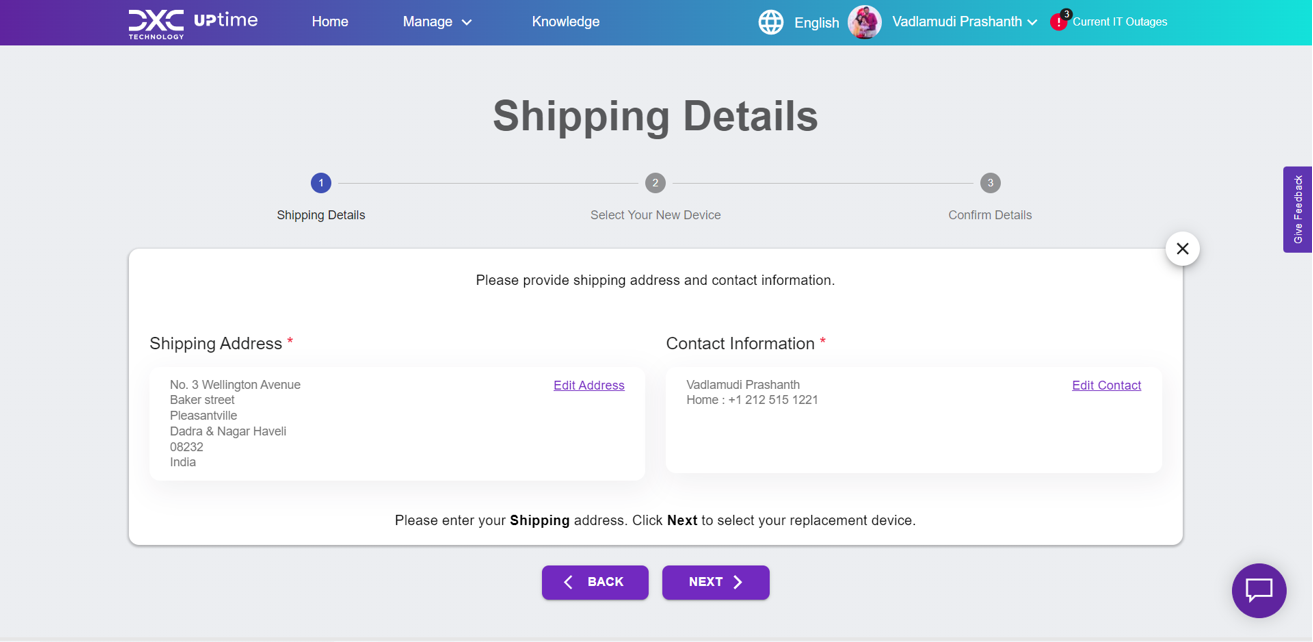 DXC TECHNOLOGY UPtime Home Manage Knowledge English Vadlamudi Prashanth ! 3 Current IT Outages
Shipping Details
1 2 3
Shipping Details Select Your New Device Confirm Details
Give Feedback
Please provide shipping address and contact information.
Shipping Address *
No. 3 Wellington Avenue
Baker street
Pleasantville
Dadra & Nagar Haveli
08232
India
Edit Address
Contact Information *
Vadlamudi Prashanth
Home : +1 212 515 1221
Edit Contact
Please enter your Shipping address. Click Next to select your replacement device.
BACK NEXT